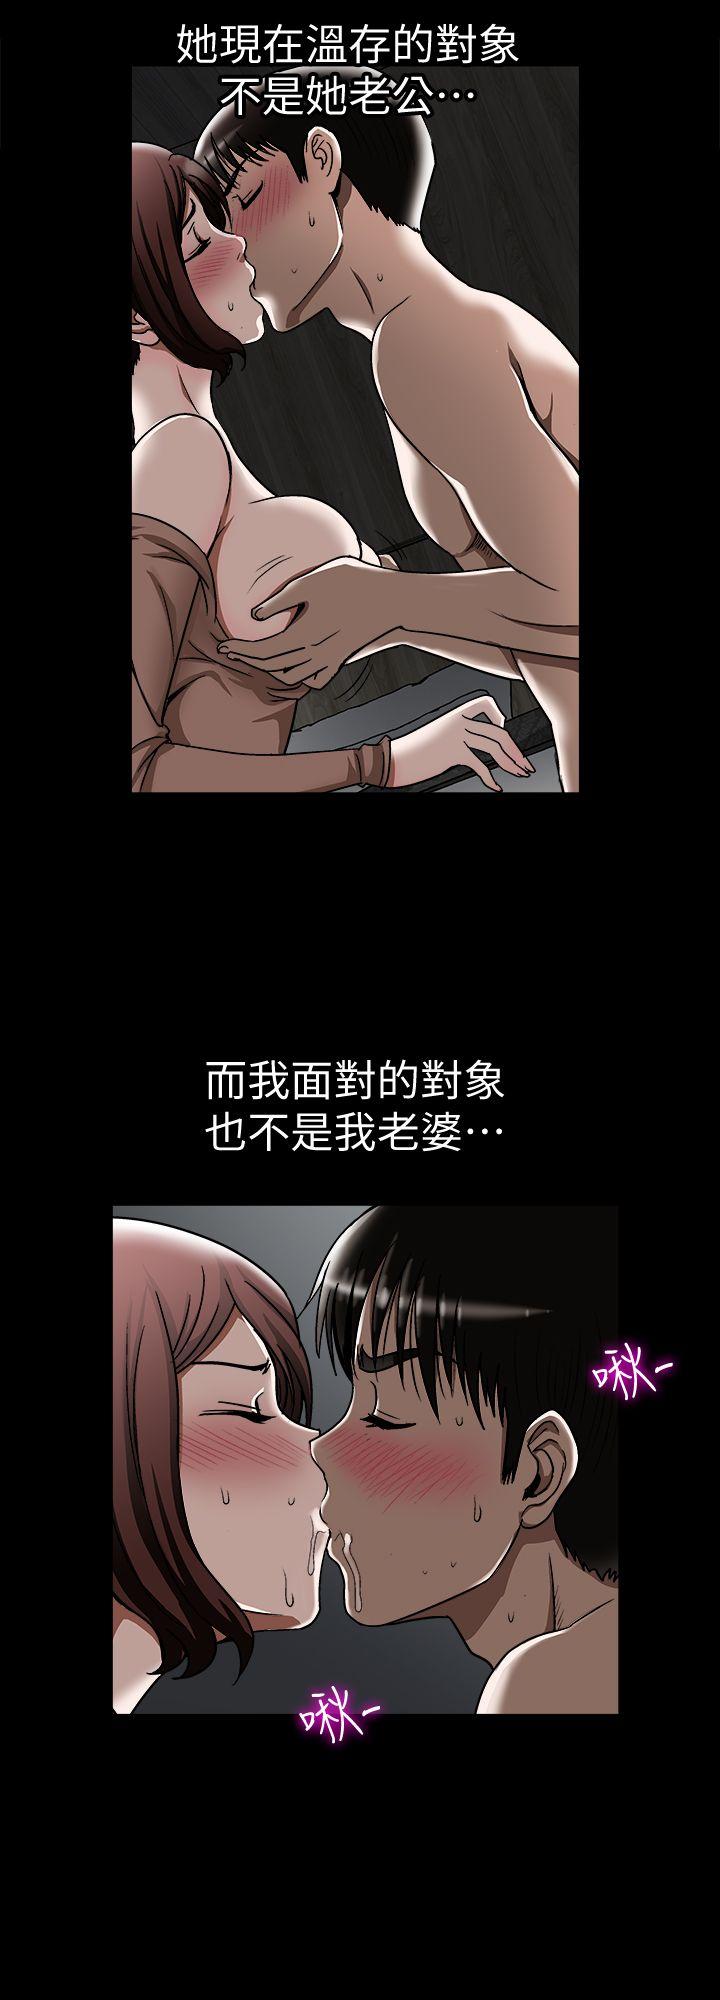 她現在溫存的對象
不是她老公⋯
而我面對的對象
也不是我老婆⋯
啾~
啾~